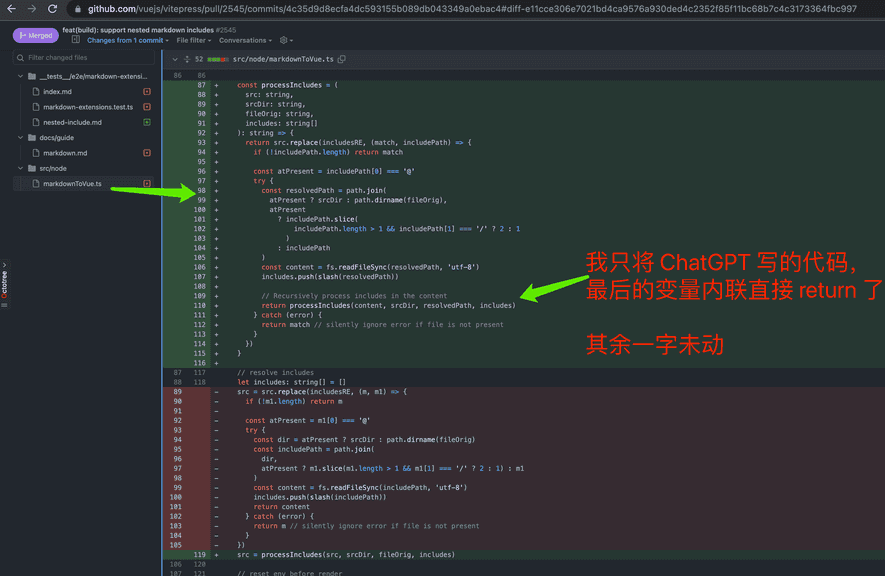 github.com/vuejs/vitepress/pull/2545/commits/4c35d9d8ecfa4dc593155b089db043349a0ebac4#diff-e11cce306e7021bd4ca9576a930ded4c2352f85f11bc68b7c4c3173364fbc997
Merged
feat(build): support nested markdown includes #2545
Changes from 1 commit
File filter
Conversations
Filter changed files
52 src/node/markdownToVue.ts
__tests__/e2e/markdown-extensi...
index.md
markdown-extensions.test.ts
nested-include.md
docs/guide
markdown.md
src/node
markdownToVue.ts
Octotree
86 86
87 + const processIncludes = (
88 + src: string,
89 + srcDir: string,
90 + fileOrig: string,
91 + includes: string[]
92 + ): string => {
93 + return src.replace(includesRE, (match, includePath) => {
94 + if (!includePath.length) return match
95 +
96 + const atPresent = includePath[0] === '@'
97 + try {
98 + const resolvedPath = path.join(
99 + atPresent ? srcDir : path.dirname(fileOrig),
100 + atPresent
101 + ? includePath.slice(
102 + includePath.length > 1 && includePath[1] === '/' ? 2 : 1
103 + )
104 + : includePath
105 + )
106 + const content = fs.readFileSync(resolvedPath, 'utf-8')
107 + includes.push(slash(resolvedPath))
108 +
109 + // Recursively process includes in the content
110 + return processIncludes(content, srcDir, resolvedPath, includes)
111 + } catch (error) {
112 + return match // silently ignore error if file is not present
113 + }
114 + })
115 + }
116 +
87 117 // resolve includes
88 118 let includes: string[] = []
89 - src = src.replace(includesRE, (m, m1) => {
90 - if (!m1.length) return m
91 -
92 - const atPresent = m1[0] === '@'
93 - try {
94 - const dir = atPresent ? srcDir : path.dirname(fileOrig)
95 - const includePath = path.join(
96 - dir,
97 - atPresent ? m1.slice(m1.length > 1 && m1[1] === '/' ? 2 : 1) : m1
98 - )
99 - const content = fs.readFileSync(includePath, 'utf-8')
100 - includes.push(slash(includePath))
101 - return content
102 - } catch (error) {
103 - return m // silently ignore error if file is not present
104 - }
105 - })
119 + src = processIncludes(src, srcDir, fileOrig, includes)
106 120
107 121 // reset env before render
我只将 ChatGPT 写的代码,
最后的变量内联直接 return 了
其余一字未动